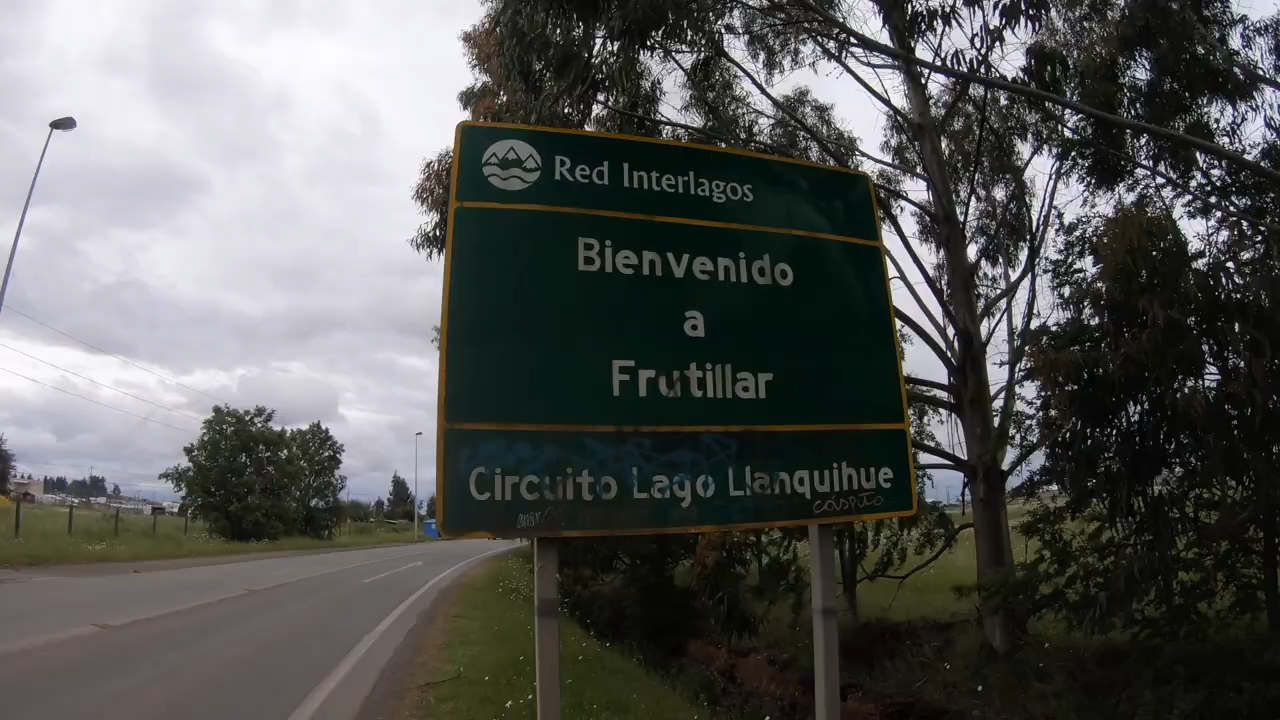 Red Interlagos
Bienvenido
a
Frutillar
Circuito Lago Llanquihue